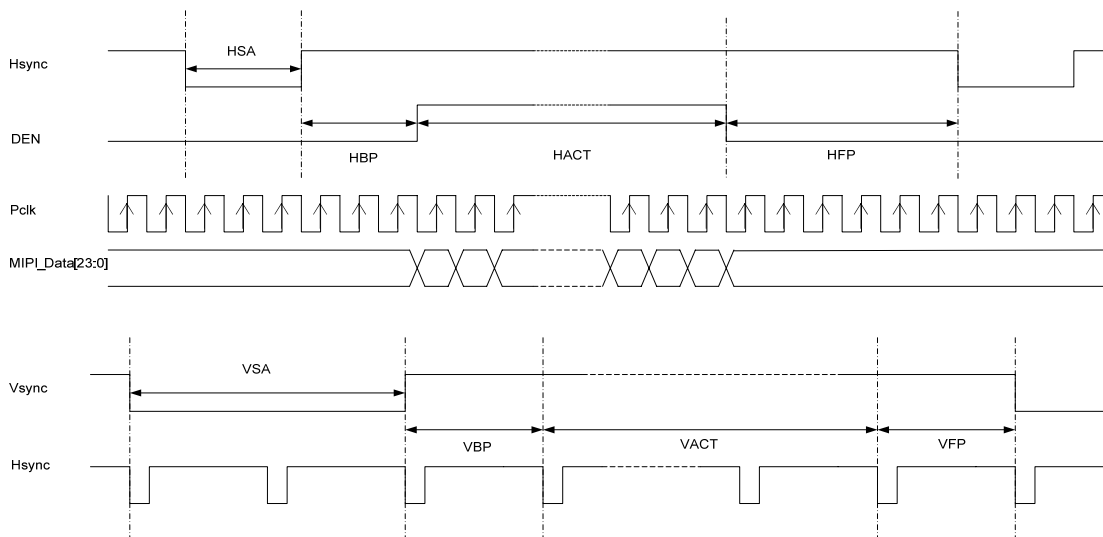 Hsync
HSA
DEN
HBP
HACT
HFP
Pclk
MIPI_Data[23:0]
VSA
Vsync
VBP
VACT
VFP
Hsync